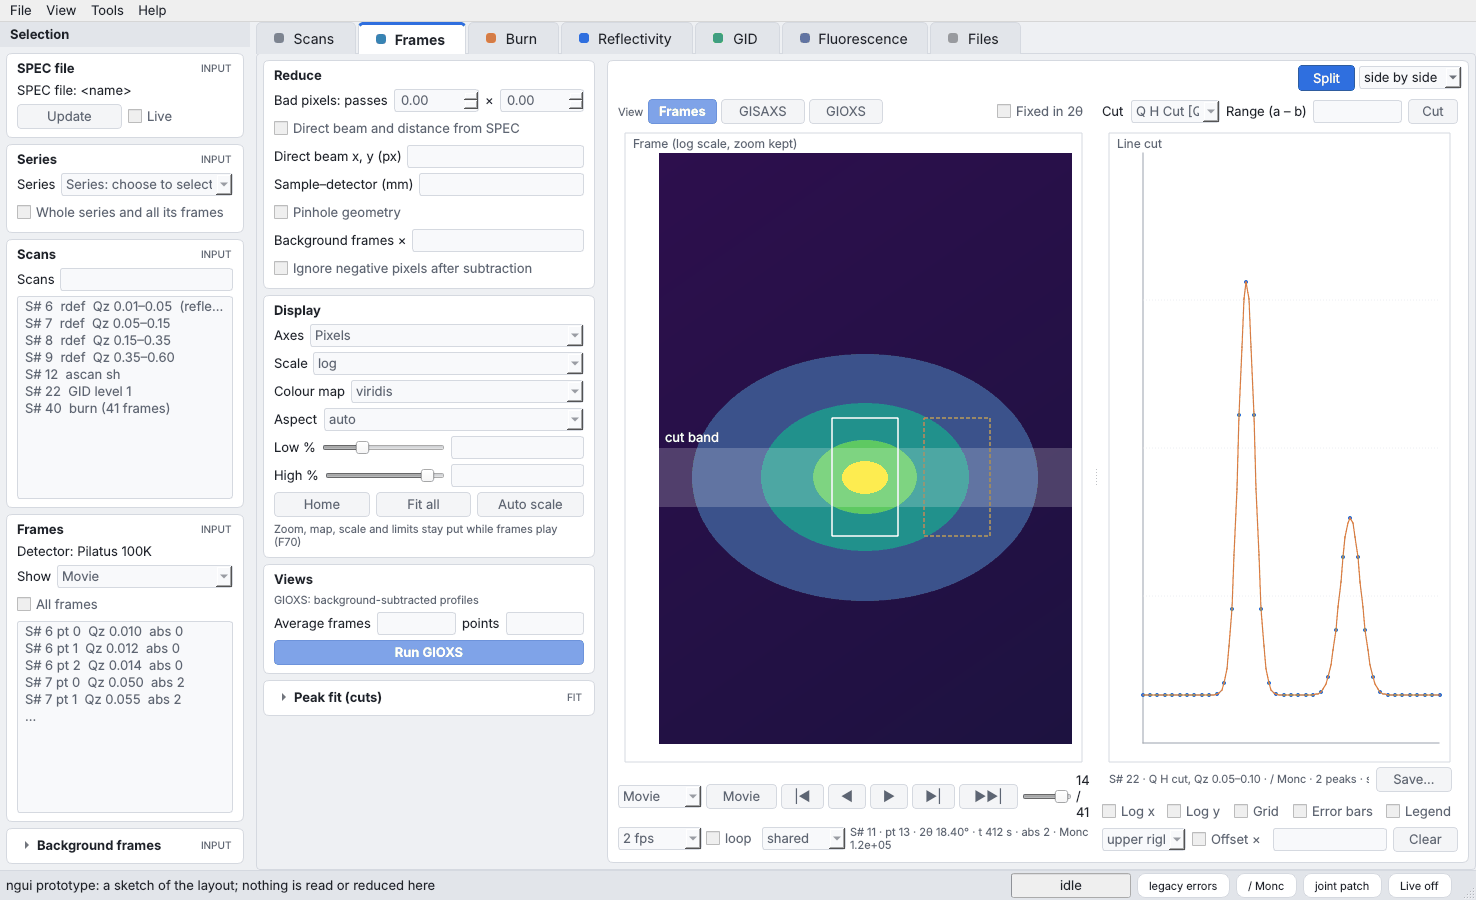 File View Tools Help
Selection
Scans Frames Burn Reflectivity GID Fluorescence Files
SPEC file INPUT
SPEC file: <name>
Update Live
Series INPUT
Series Series: choose to select
Whole series and all its frames
Scans INPUT
Scans
S# 6 rdef Qz 0.01–0.05 (refle...
S# 7 rdef Qz 0.05–0.15
S# 8 rdef Qz 0.15–0.35
S# 9 rdef Qz 0.35–0.60
S# 12 ascan sh
S# 22 GID level 1
S# 40 burn (41 frames)
Frames INPUT
Detector: Pilatus 100K
Show Movie
All frames
S# 6 pt 0 Qz 0.010 abs 0
S# 6 pt 1 Qz 0.012 abs 0
S# 6 pt 2 Qz 0.014 abs 0
S# 7 pt 0 Qz 0.050 abs 2
S# 7 pt 1 Qz 0.055 abs 2
...
Background frames INPUT
Reduce
Bad pixels: passes 0.00 × 0.00
Direct beam and distance from SPEC
Direct beam x, y (px)
Sample–detector (mm)
Pinhole geometry
Background frames ×
Ignore negative pixels after subtraction
Display
Axes Pixels
Scale log
Colour map viridis
Aspect auto
Low %
High %
Home Fit all Auto scale
Zoom, map, scale and limits stay put while frames play
(F70)
Views
GIOXS: background-subtracted profiles
Average frames points
Run GIOXS
Peak fit (cuts) FIT
Split side by side
View Frames GISAXS GIOXS Fixed in 2θ
Frame (log scale, zoom kept)
cut band
Movie Movie 14 / 41
2 fps loop shared S# 11 · pt 13 · 2θ 18.40° · t 412 s · abs 2 · Monc
1.2e+05
Cut Q H Cut [Q Range (a – b) Cut
Line cut
S# 22 · Q H cut, Qz 0.05–0.10 · / Monc · 2 peaks · Save...
Log x Log y Grid Error bars Legend
upper rigl Offset × Clear
ngui prototype: a sketch of the layout; nothing is read or reduced here
idle legacy errors / Monc joint patch Live off